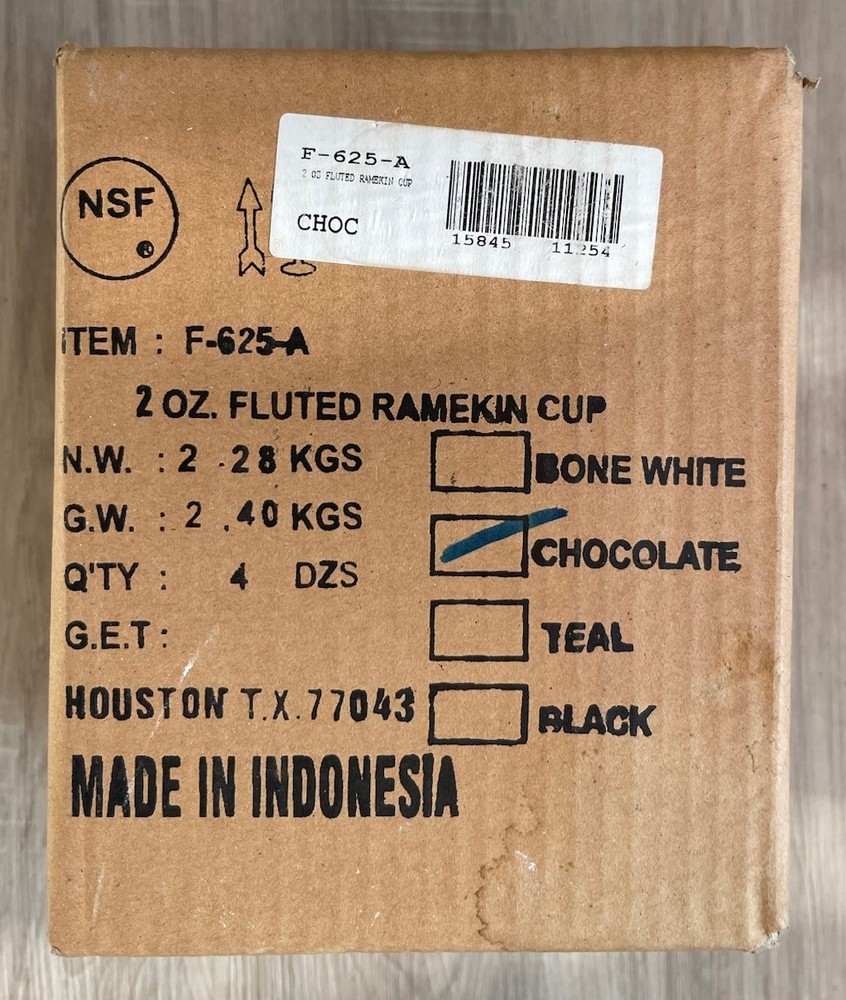 F-625-A
2 OZ FLUTED RAMEKIN CUP
CHOC
15845 11254
NSF
®
ITEM : F-625-A
2 OZ. FLUTED RAMEKIN CUP
N.W. : 2 .28 KGS
G.W. : 2 .40 KGS
Q'TY : 4 DZS
G.E.T :
HOUSTON T.X.77043
MADE IN INDONESIA
BONE WHITE
CHOCOLATE
TEAL
BLACK